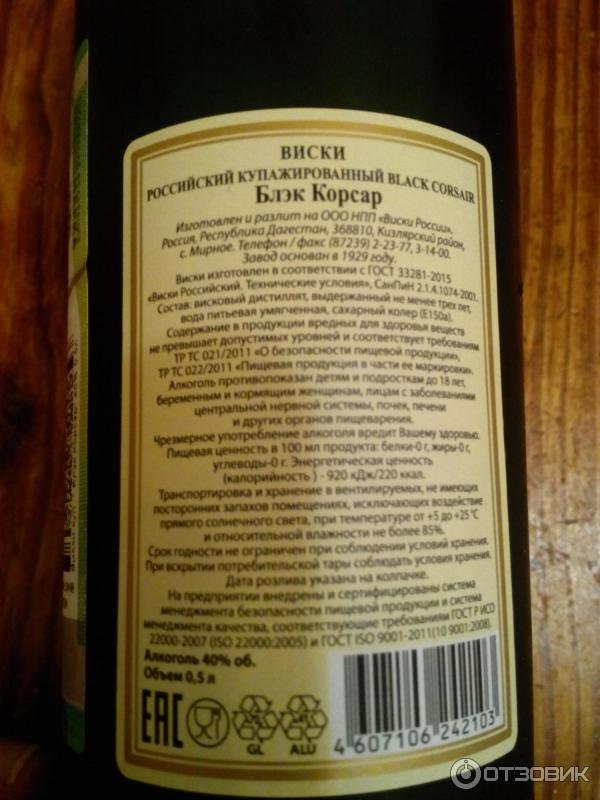 ВИСКИ
РОССИЙСКИЙ КУПАЖИРОВАННЫЙ BLACK CORSAIR
Блэк Корсар
Изготовлен и разлит на ООО НПП «Виски России»,
Россия, Республика Дагестан, 368810, Кизлярский район,
с. Мирное. Телефон / факс (87239) 2-23-77, 3-14-00.
Завод основан в 1929 году.
Виски изготовлен в соответствии с ГОСТ 33281-2015
«Виски Российский. Технические условия», СанПиН 2.1.4.1074-2001.
Состав: висковый дистиллят, выдержанный не менее трех лет,
вода питьевая умягченная, сахарный колер (Е150а).
Содержание в продукции вредных для здоровья веществ
не превышает допустимых уровней и соответствует требованиям
ТР ТС 021/2011 «О безопасности пищевой продукции»,
ТР ТС 022/2011 «Пищевая продукция в части ее маркировки».
Алкоголь противопоказан детям и подросткам до 18 лет,
беременным и кормящим женщинам, лицам с заболеваниями
центральной нервной системы, почек, печени
и других органов пищеварения.
Чрезмерное употребление алкоголя вредит Вашему здоровью.
Пищевая ценность в 100 мл продукта: белки-0 г, жиры-0 г,
углеводы-0 г. Энергетическая ценность
(калорийность ) - 920 кДж/220 ккал.
Транспортировка и хранение в вентилируемых, не имеющих
посторонних запахов помещениях, исключающих воздействие
прямого солнечного света, при температуре от +5 до +25 °С
и относительной влажности не более 85%.
Срок годности не ограничен при соблюдении условий хранения.
При вскрытии потребительской тары соблюдать условия хранения.
Дата розлива указана на колпачке.
На предприятии внедрены и сертифицированы система
менеджмента безопасности пищевой продукции и система
менеджмента качества, соответствующие требованиям ГОСТ Р ИСО
22000-2007 (ISO 22000:2005) и ГОСТ ISO 9001-2011(IO 9001:2008).
Алкоголь 40% об.
Объем 0,5 л
EAC
GL
ALU
4 607106 242103
ОТЗОВИК